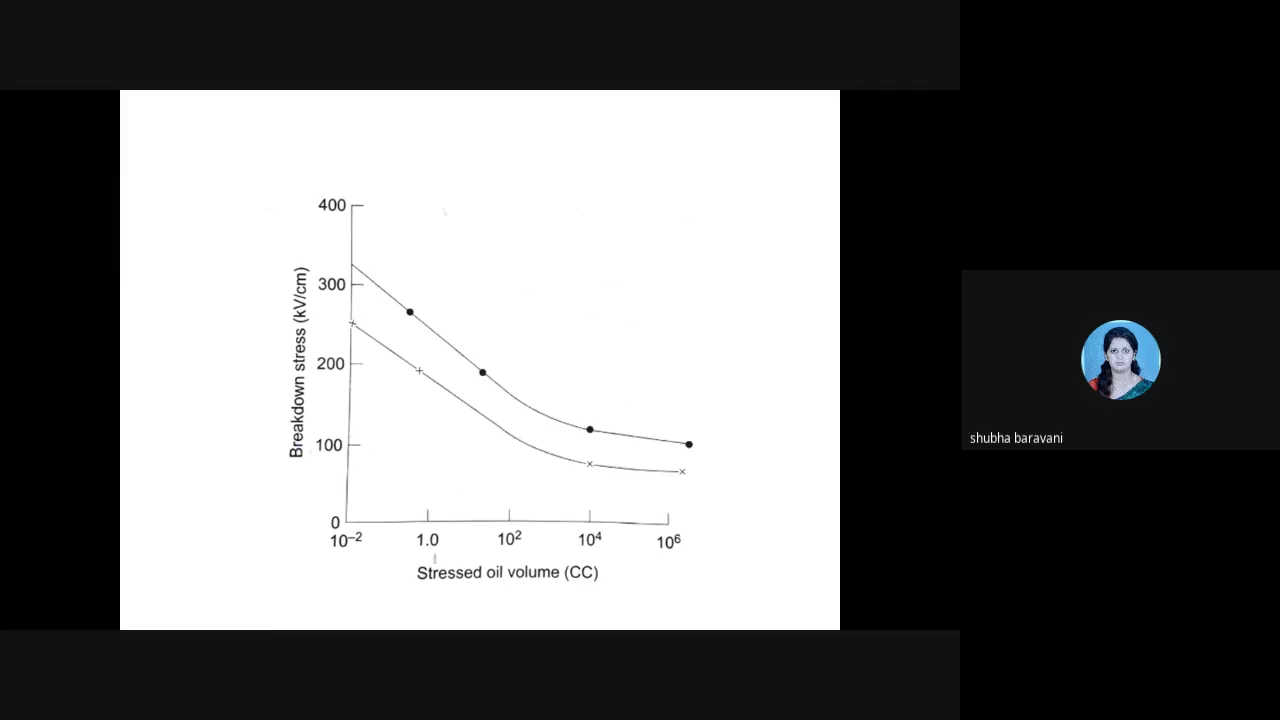 400
300
200
100
0
Breakdown stress (kV/cm)
10–2 1.0 10² 10⁴ 10⁶
Stressed oil volume (CC)
shubha baravani